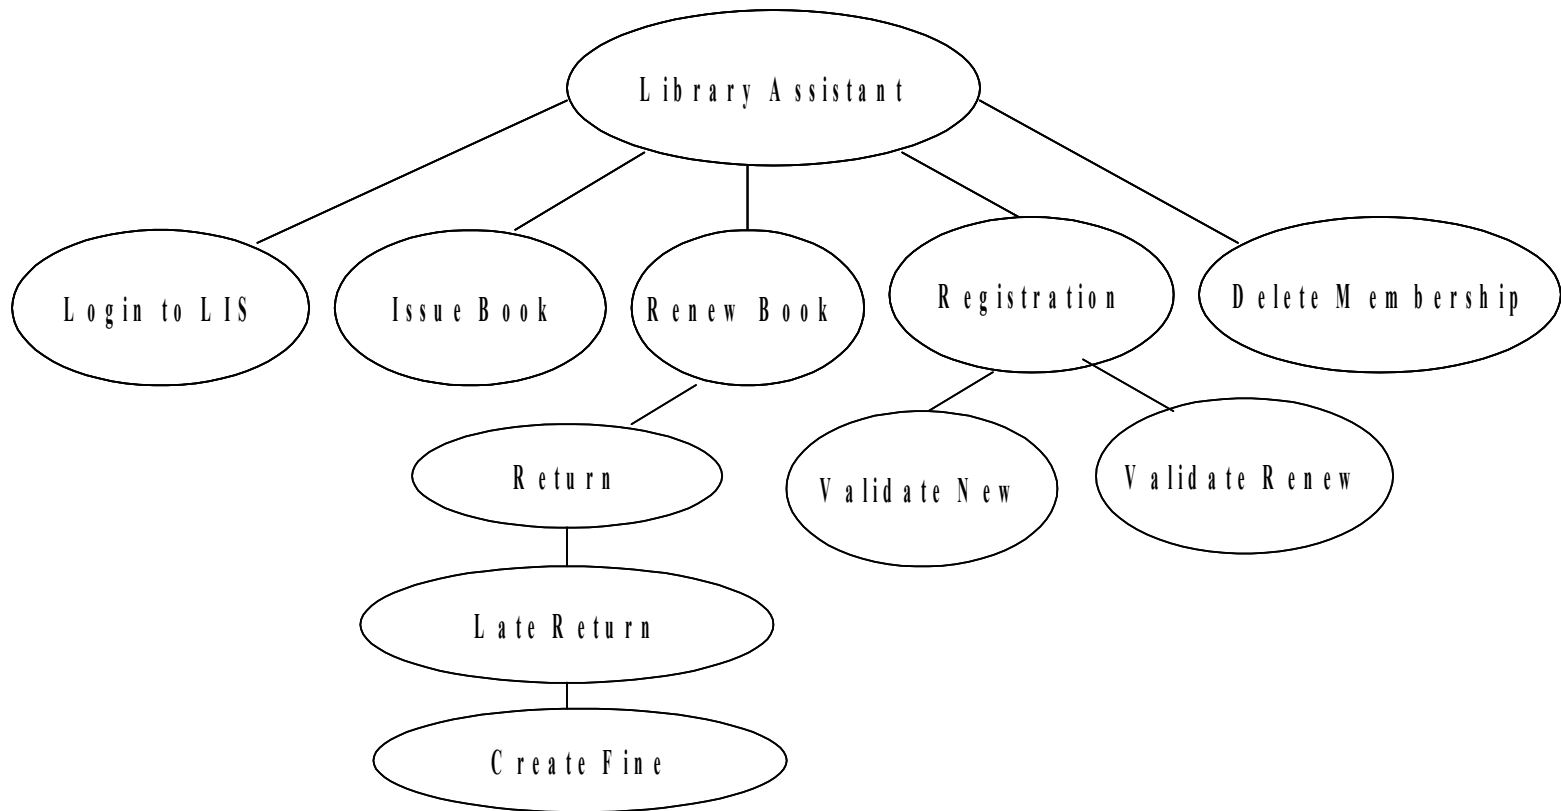 Library Assistant
Login to LIS
Issue Book
Renew Book
Registration
Delete Membership
Return
Validate New
Validate Renew
Late Return
Create Fine